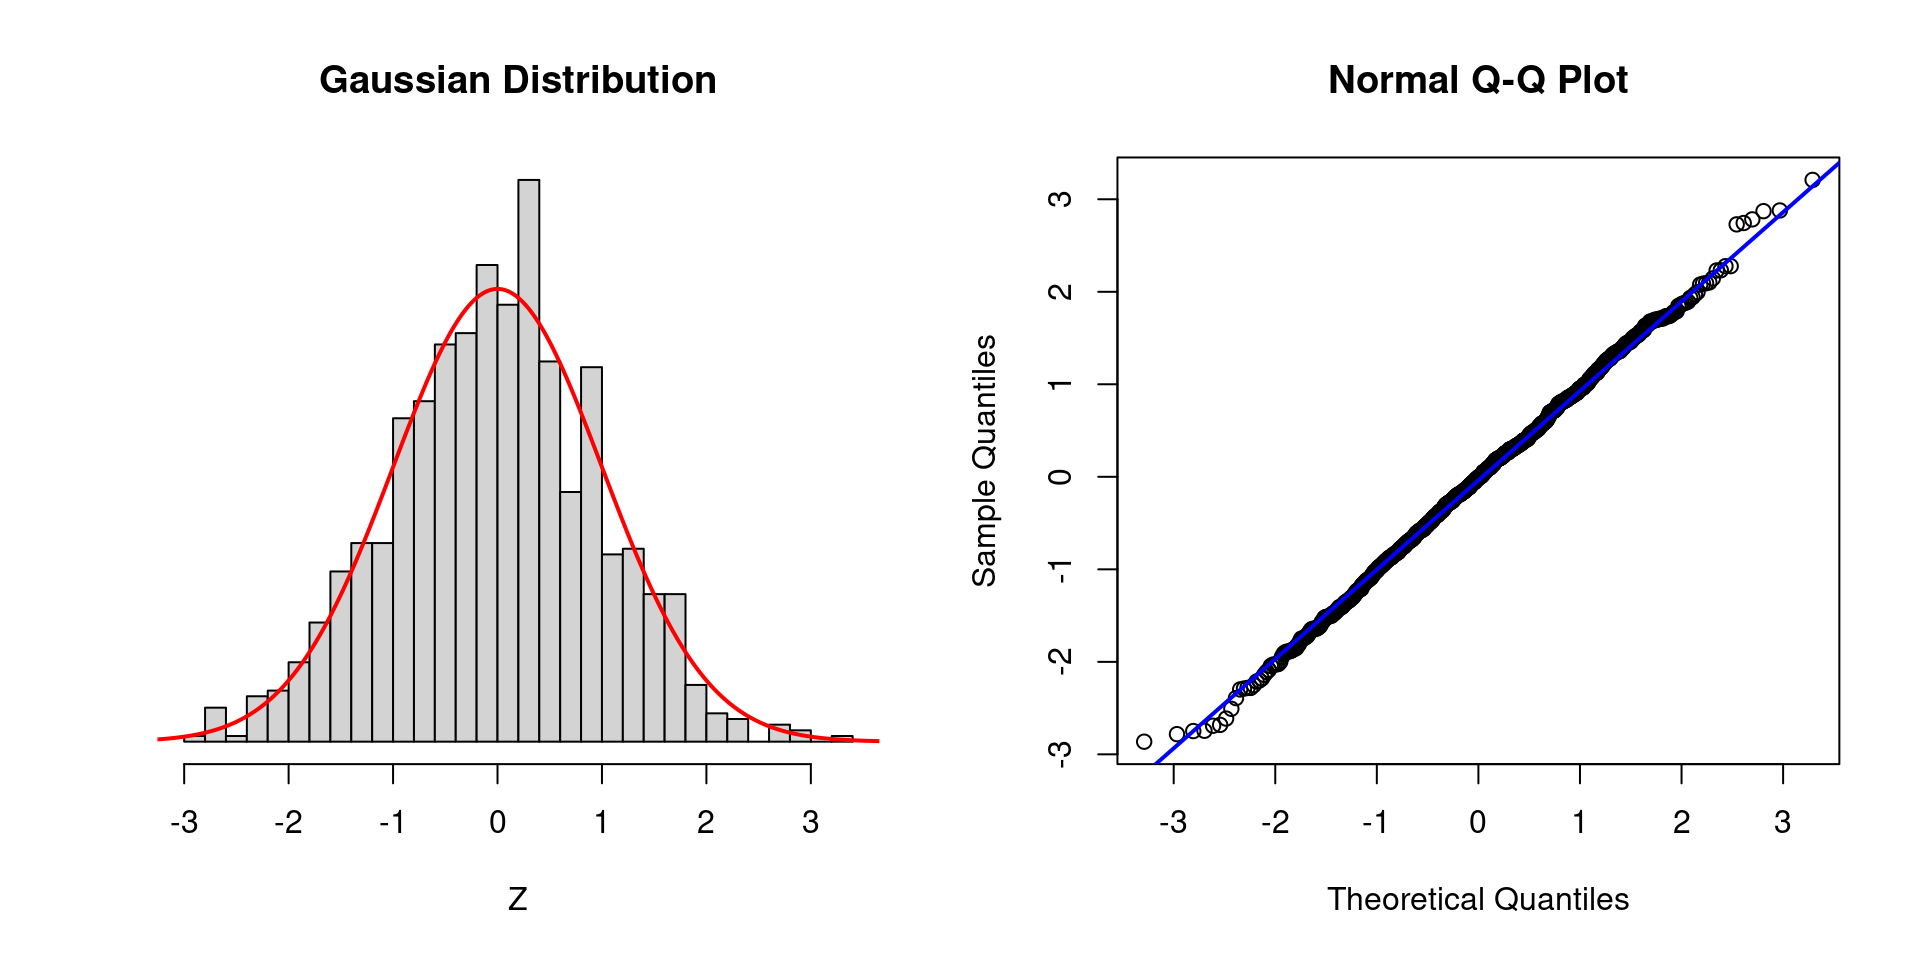 Gaussian Distribution
-3 -2 -1 0 1 2 3
Z
Normal Q-Q Plot
Sample Quantiles
3
2
1
0
-1
-2
-3
-3 -2 -1 0 1 2 3
Theoretical Quantiles